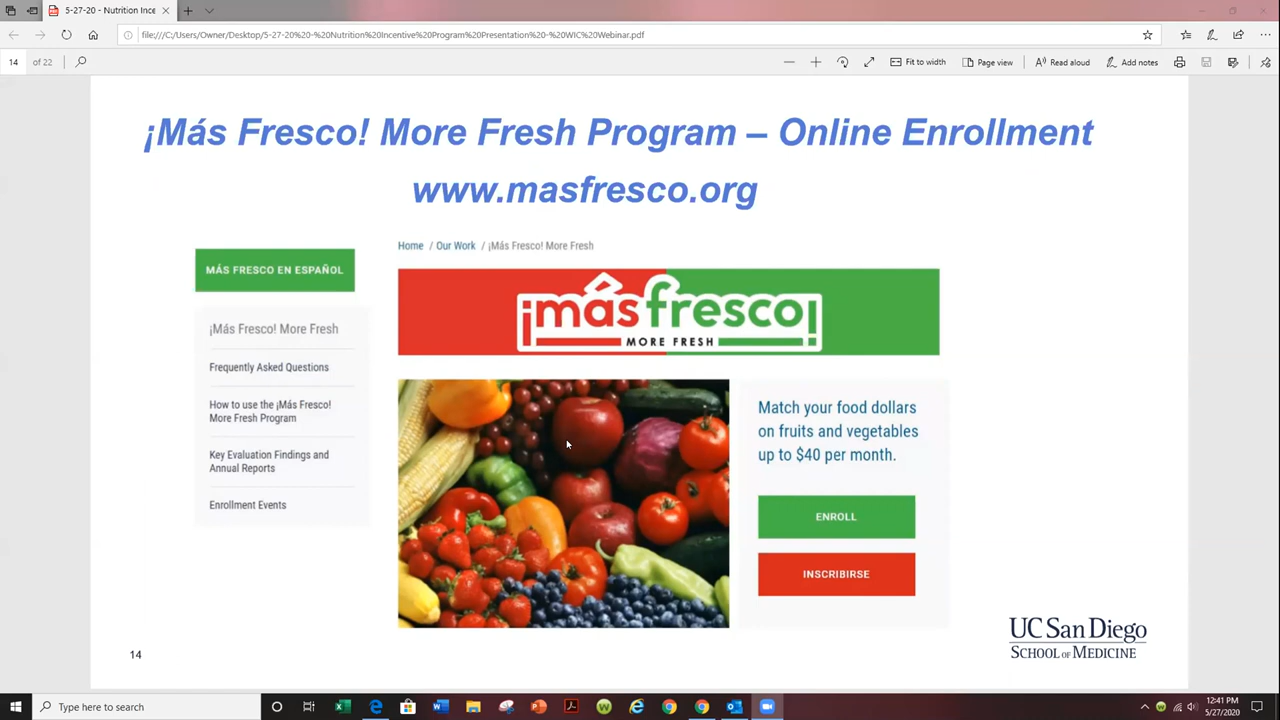 5-27-20 - Nutrition Ince
file:///C:/Users/Owner/Desktop/5-27-20%20-%20Nutrition%20Incentive%20Program%20Presentation%20-%20WIC%20Webinar.pdf
14 of 22
Fit to width
Page view
Read aloud
Add notes
¡Más Fresco! More Fresh Program – Online Enrollment
www.masfresco.org
Home / Our Work / ¡Más Fresco! More Fresh
MÁS FRESCO EN ESPAÑOL
¡Más Fresco! More Fresh
Frequently Asked Questions
How to use the ¡Más Fresco!
More Fresh Program
Key Evaluation Findings and
Annual Reports
Enrollment Events
¡másfresco!
MORE FRESH
Match your food dollars
on fruits and vegetables
up to $40 per month.
ENROLL
INSCRIBIRSE
UC San Diego
SCHOOL OF MEDICINE
14
Type here to search
12:41 PM
5/27/2020